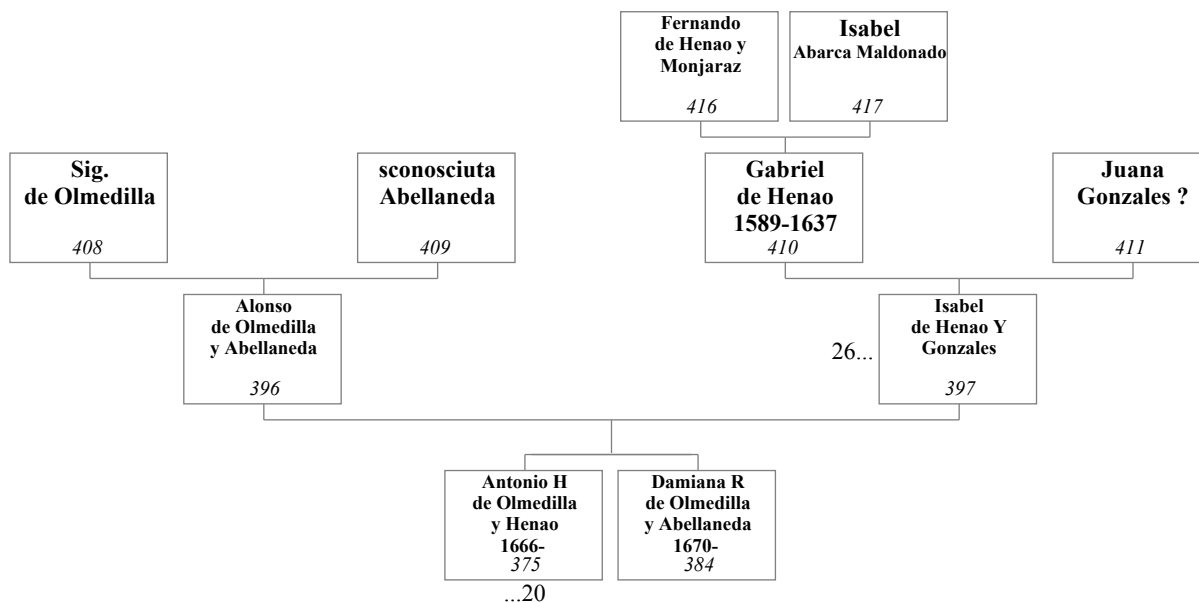 Fernando
de Henao y
Monjaraz
416
Isabel
Abarca Maldonado
417
Sig.
de Olmedilla
408
sconosciuta
Abellaneda
409
Gabriel
de Henao
1589-1637
410
Juana
Gonzales ?
411
Alonso
de Olmedilla
y Abellaneda
396
26...
Isabel
de Henao Y
Gonzales
397
Antonio H
de Olmedilla
y Henao
1666-
375
Damiana R
de Olmedilla
y Abellaneda
1670-
384
...20